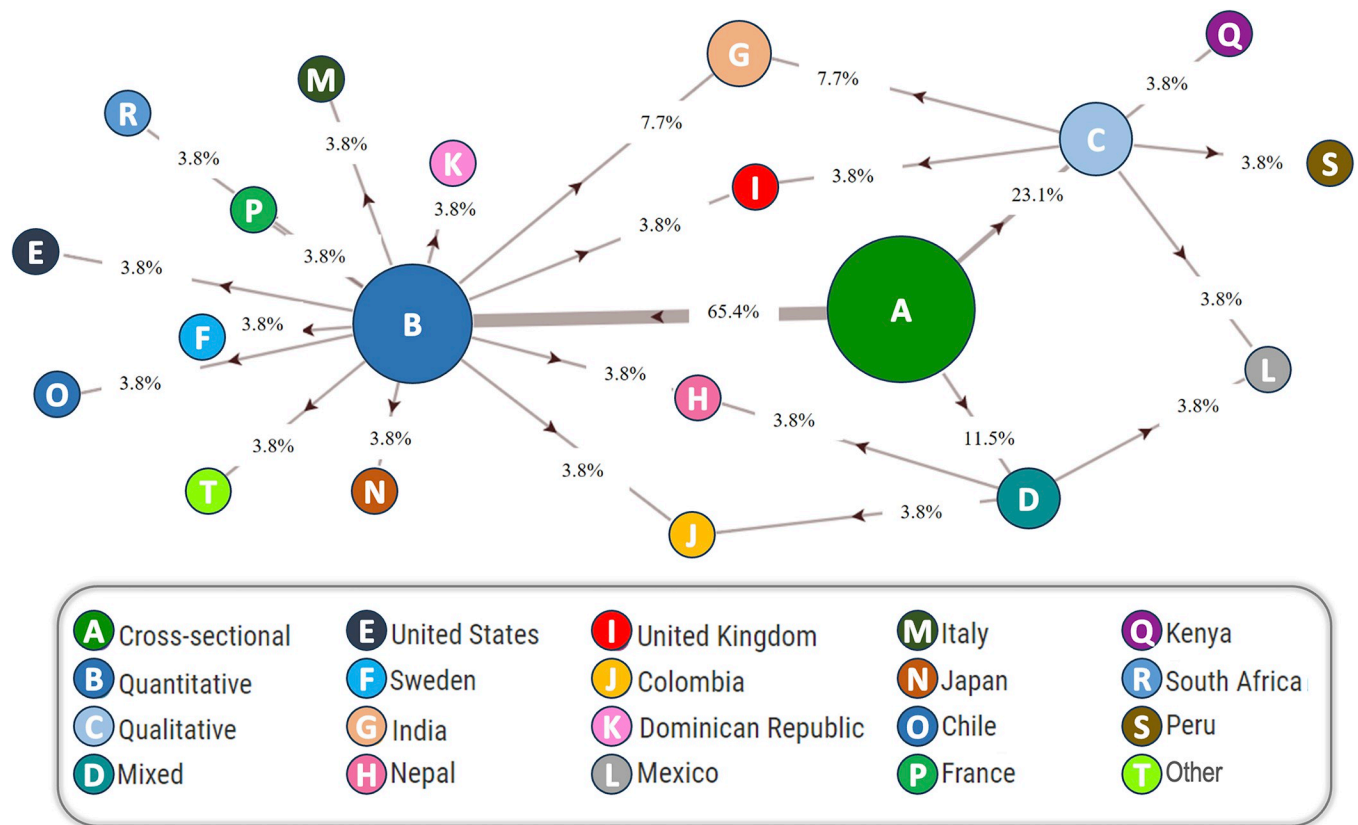 Q
G
M
7.7%
3.8%
R
C
3.8%
3.8%
7.7%
K
3.8%
S
I
3.8%
23.1%
P
3.8%
3.8%
E
3.8%
3.8%
A
3.8%
65.4%
B
3.8%
F
L
3.8%
3.8%
O
H
3.8%
3.8%
3.8%
3.8%
11.5%
3.8%
T
N
D
3.8%
J
A Cross-sectional
B Quantitative
C Qualitative
D Mixed
E United States
F Sweden
G India
H Nepal
I United Kingdom
J Colombia
K Dominican Republic
L Mexico
M Italy
N Japan
O Chile
P France
Q Kenya
R South Africa
S Peru
T Other